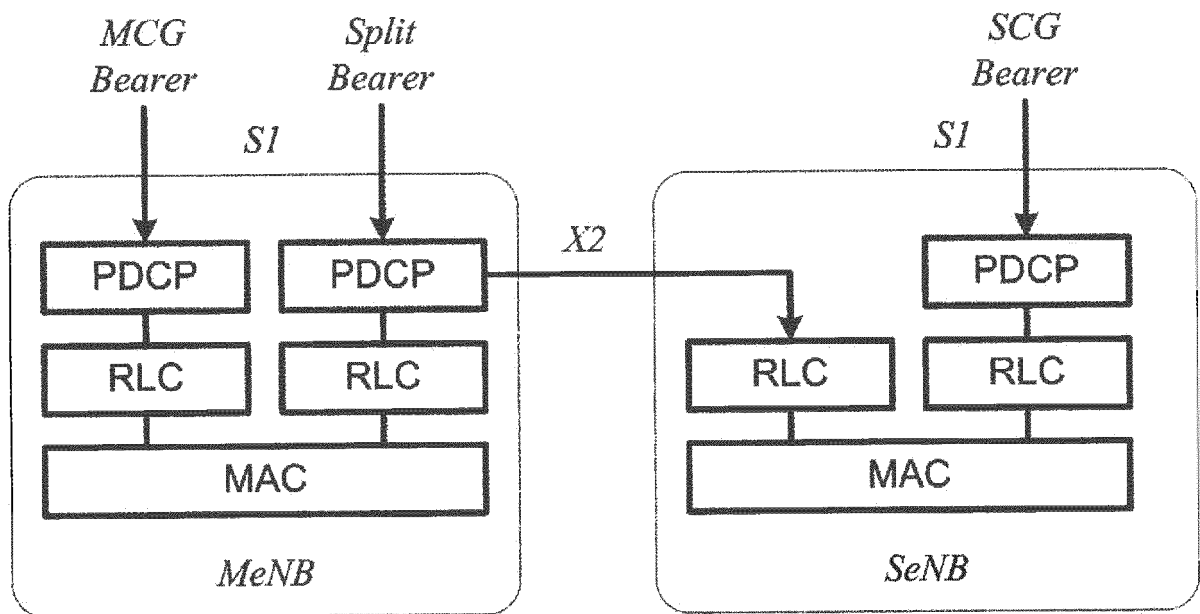 MCG
Bearer
Split
Bearer
SCG
Bearer
S1
S1
X2
PDCP
PDCP
PDCP
RLC
RLC
RLC
RLC
MAC
MAC
MeNB
SeNB